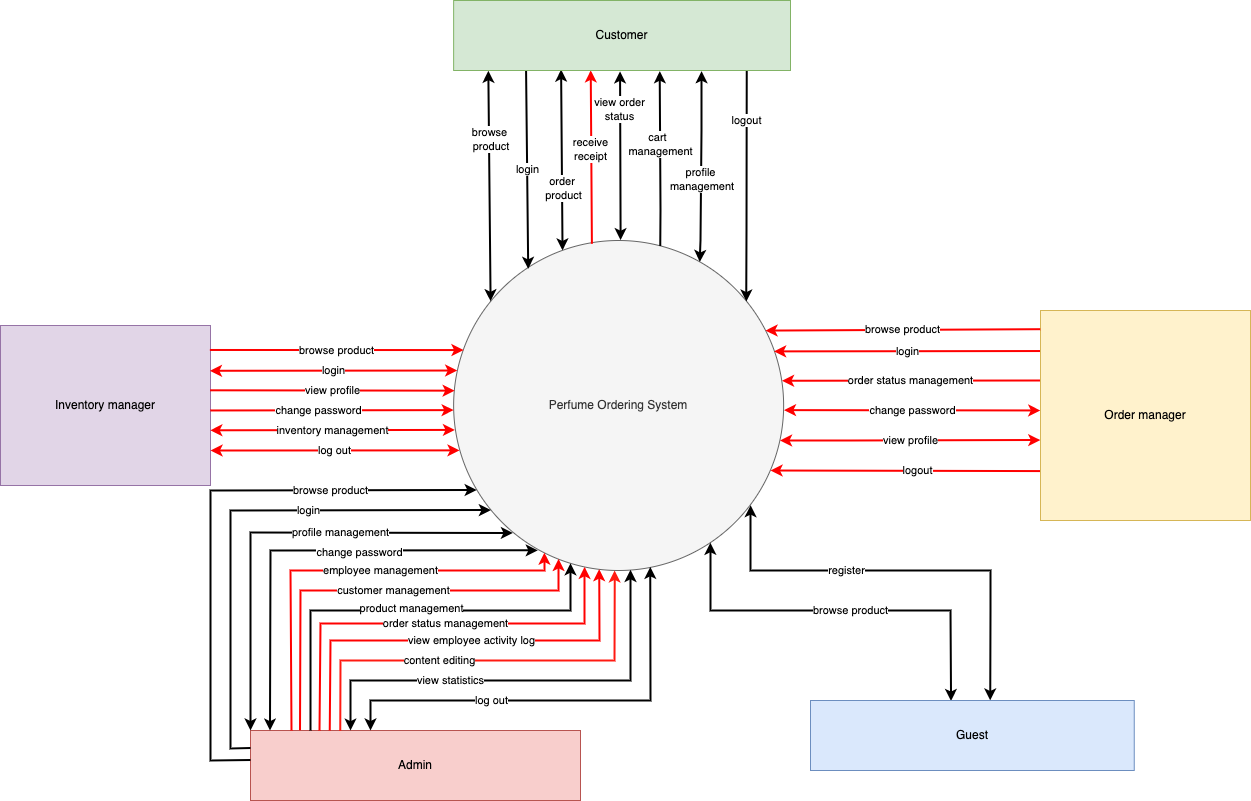 Customer
browse
product
login
order
product
receive
receipt
view order
status
cart
management
profile
management
logout
Inventory manager
browse product
login
view profile
change password
inventory management
log out
Perfume Ordering System
browse product
login
order status management
change password
view profile
logout
Order manager
browse product
login
profile management
change password
employee management
customer management
product management
order status management
view employee activity log
content editing
view statistics
log out
Admin
register
browse product
Guest